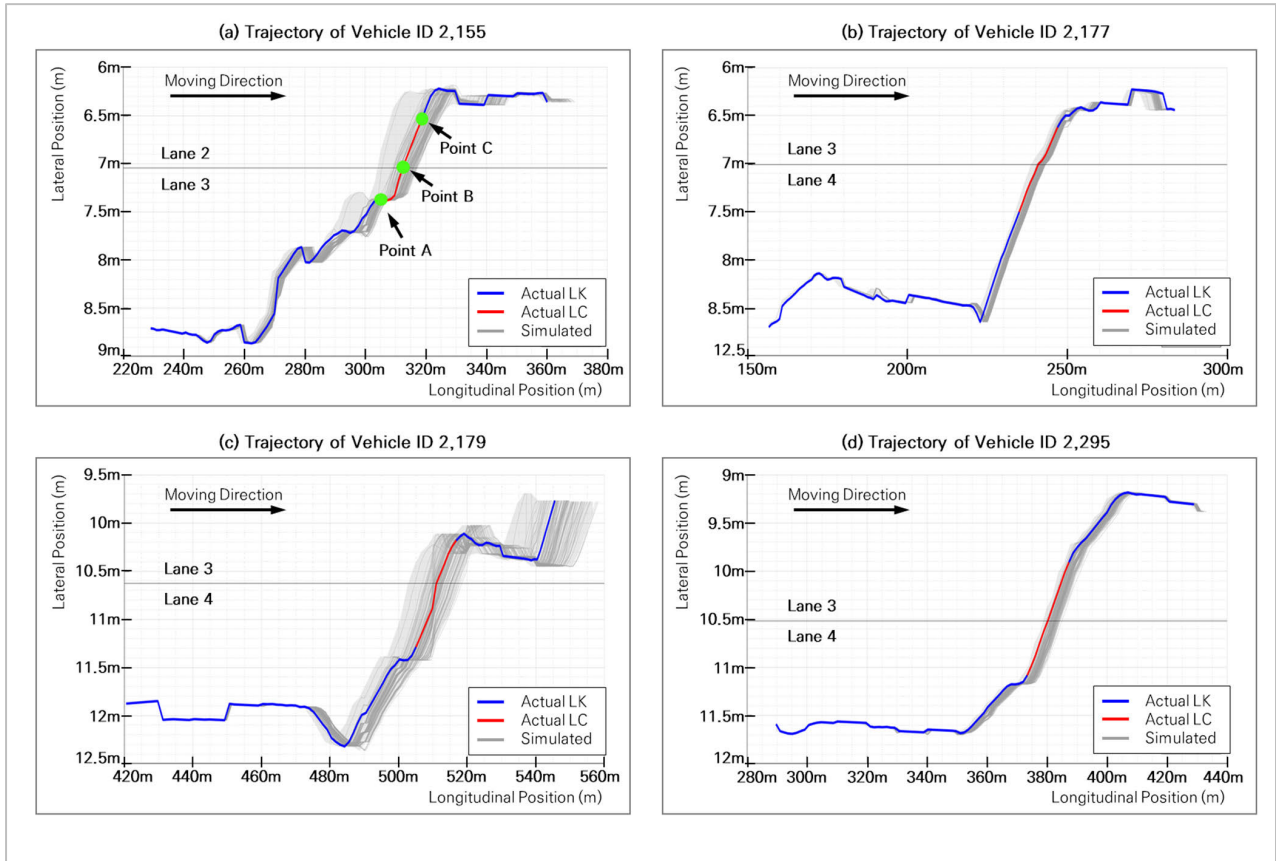 (a) Trajectory of Vehicle ID 2,155
Lateral Position (m)
6m
6.5m
7m
7.5m
8m
8.5m
9m
Moving Direction
Lane 2
Lane 3
Point C
Point B
Point A
Actual LK
Actual LC
Simulated
220m 240m 260m 280m 300m 320m 340m 360m 380m
Longitudinal Position (m)
(b) Trajectory of Vehicle ID 2,177
Lateral Position (m)
6m
6.5m
7m
7.5m
8m
8.5m
12.5
Moving Direction
Lane 3
Lane 4
Actual LK
Actual LC
Simulated
150m 200m 250m 300m
Longitudinal Position (m)
(c) Trajectory of Vehicle ID 2,179
Lateral Position (m)
9.5m
10m
10.5m
11m
11.5m
12m
12.5m
Moving Direction
Lane 3
Lane 4
Actual LK
Actual LC
Simulated
420m 440m 460m 480m 500m 520m 540m 560m
Longitudinal Position (m)
(d) Trajectory of Vehicle ID 2,295
Lateral Position (m)
9m
9.5m
10m
10.5m
11m
11.5m
12m
Moving Direction
Lane 3
Lane 4
Actual LK
Actual LC
Simulated
280m 300m 320m 340m 360m 380m 400m 420m 440m
Longitudinal Position (m)